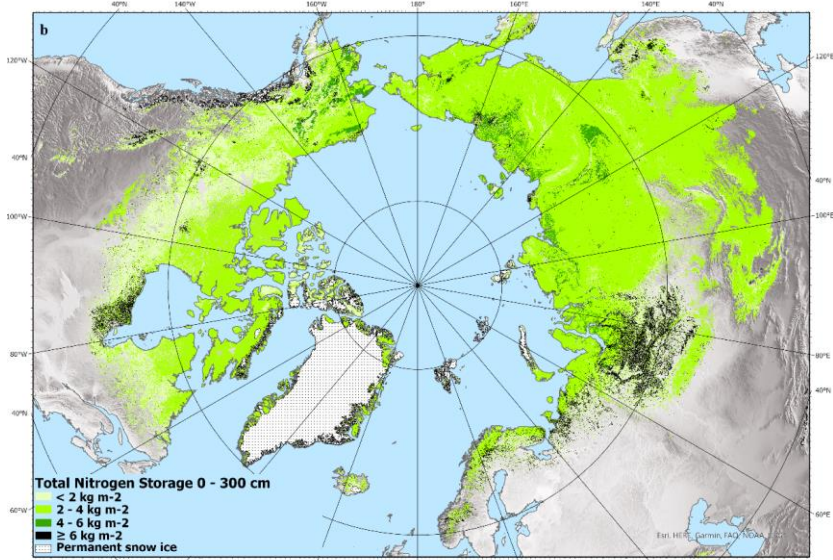 40°N 160°W 180° 160°E 140°E 40°N
b
120°W
120°E
40°N
40°N
100°W
100°E
80°W
80°E
40°N
40°N
60°W
60°E
Total Nitrogen Storage 0 - 300 cm
< 2 kg m-2
2 - 4 kg m-2
4 - 6 kg m-2
≥ 6 kg m-2
Permanent snow ice
Esri, HERE, Garmin, FAO, NOAA,